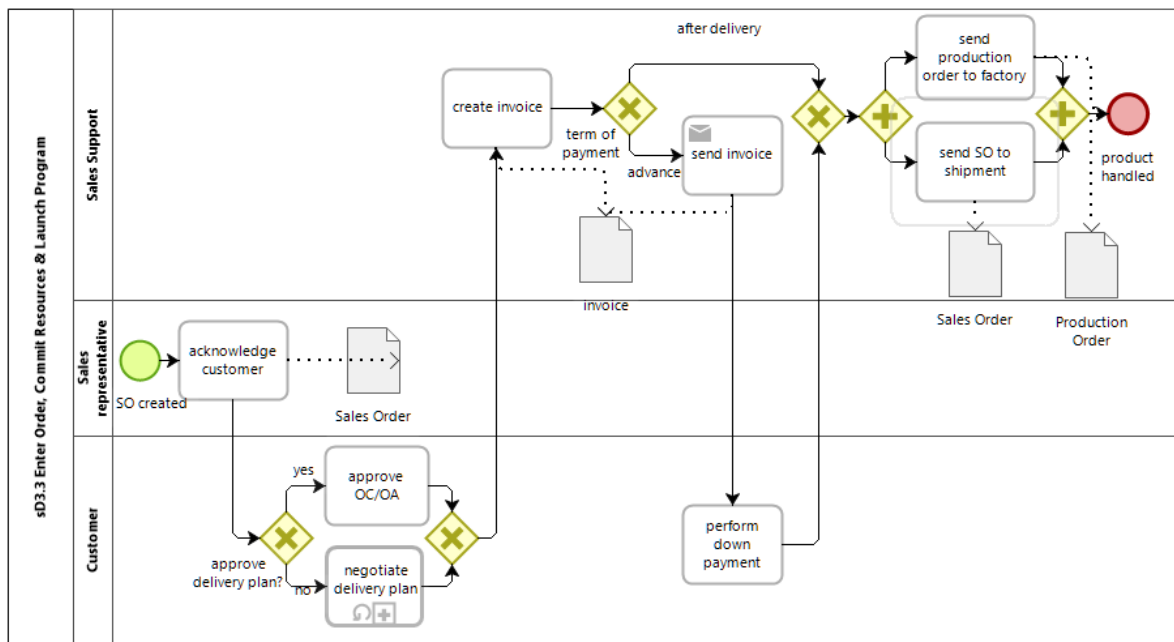 sD3.3 Enter Order, Commit Resources & Launch Program
Sales Support
create invoice
term of
payment
after delivery
advance
send invoice
invoice
send
production
order to factory
send SO to
shipment
product
handled
Sales Order
Production
Order
Sales
representative
SO created
acknowledge
customer
Sales Order
Customer
approve
delivery plan?
yes
no
approve
OC/OA
negotiate
delivery plan
perform
down
payment